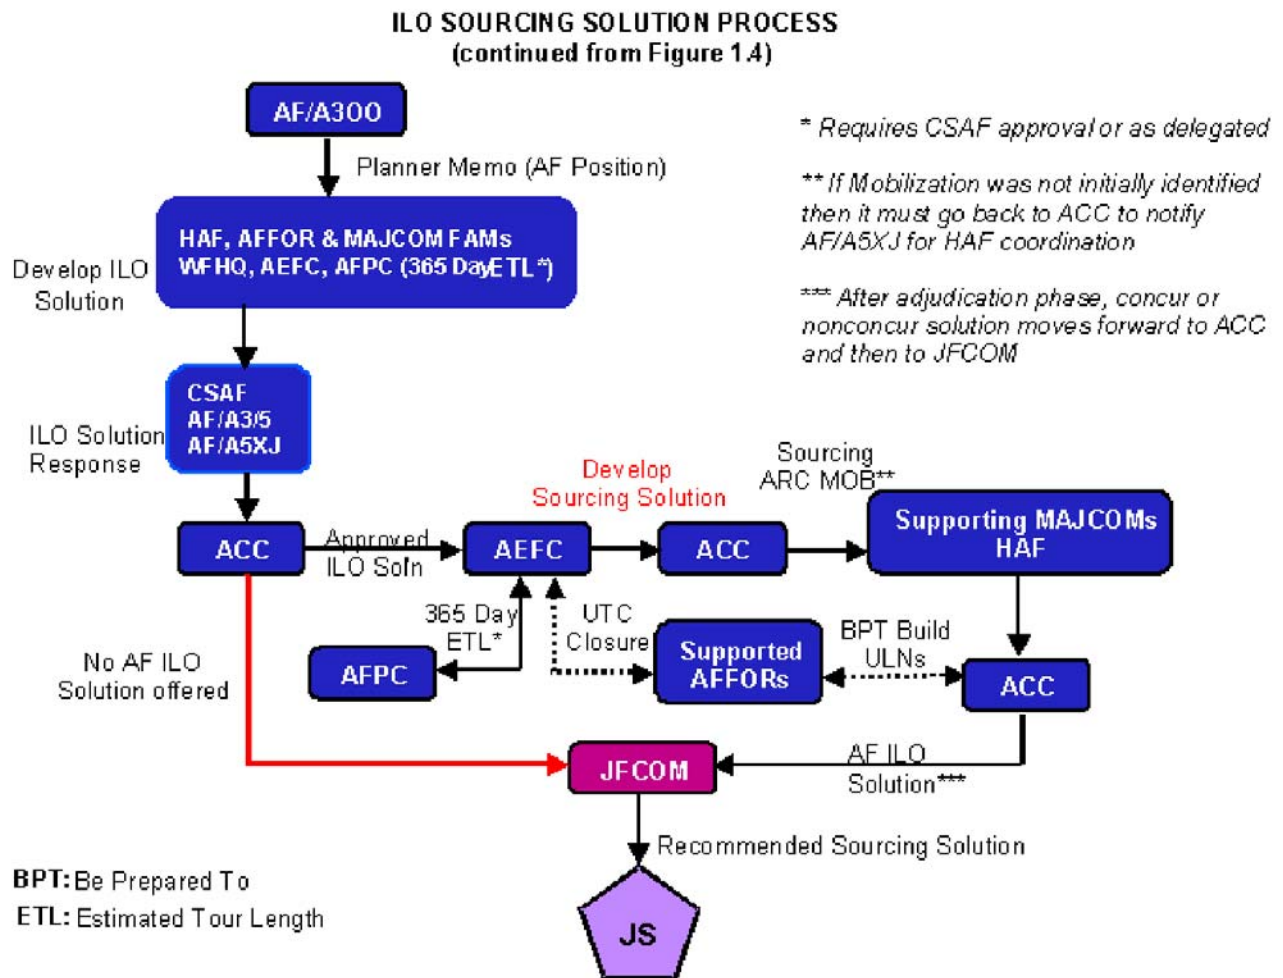 ILO SOURCING SOLUTION PROCESS
(continued from Figure 1.4)
AF/A3OO
Planner Memo (AF Position)
* Requires CSAF approval or as delegated
** If Mobilization was not initially identified
then it must go back to ACC to notify
AF/A5XJ for HAF coordination
*** After adjudication phase, concur or
nonconcur solution moves forward to ACC
and then to JFCOM
Develop ILO
Solution
HAF, AFFOR & MAJCOM FAMs
WFHQ, AEFC, AFPC (365 DayETL*)
ILO Solution
Response
CSAF
AF/A3/5
AF/A5XJ
ACC
Approved
ILO Soln
AEFC
Develop
Sourcing Solution
ACC
Sourcing
ARC MOB**
Supporting MAJCOMs
HAF
No AF ILO
Solution offered
AFPC
365 Day
ETL*
UTC
Closure
Supported
AFFORs
BPT Build
ULNs
ACC
JFCOM
AF ILO
Solution***
Recommended Sourcing Solution
JS
BPT: Be Prepared To
ETL: Estimated Tour Length